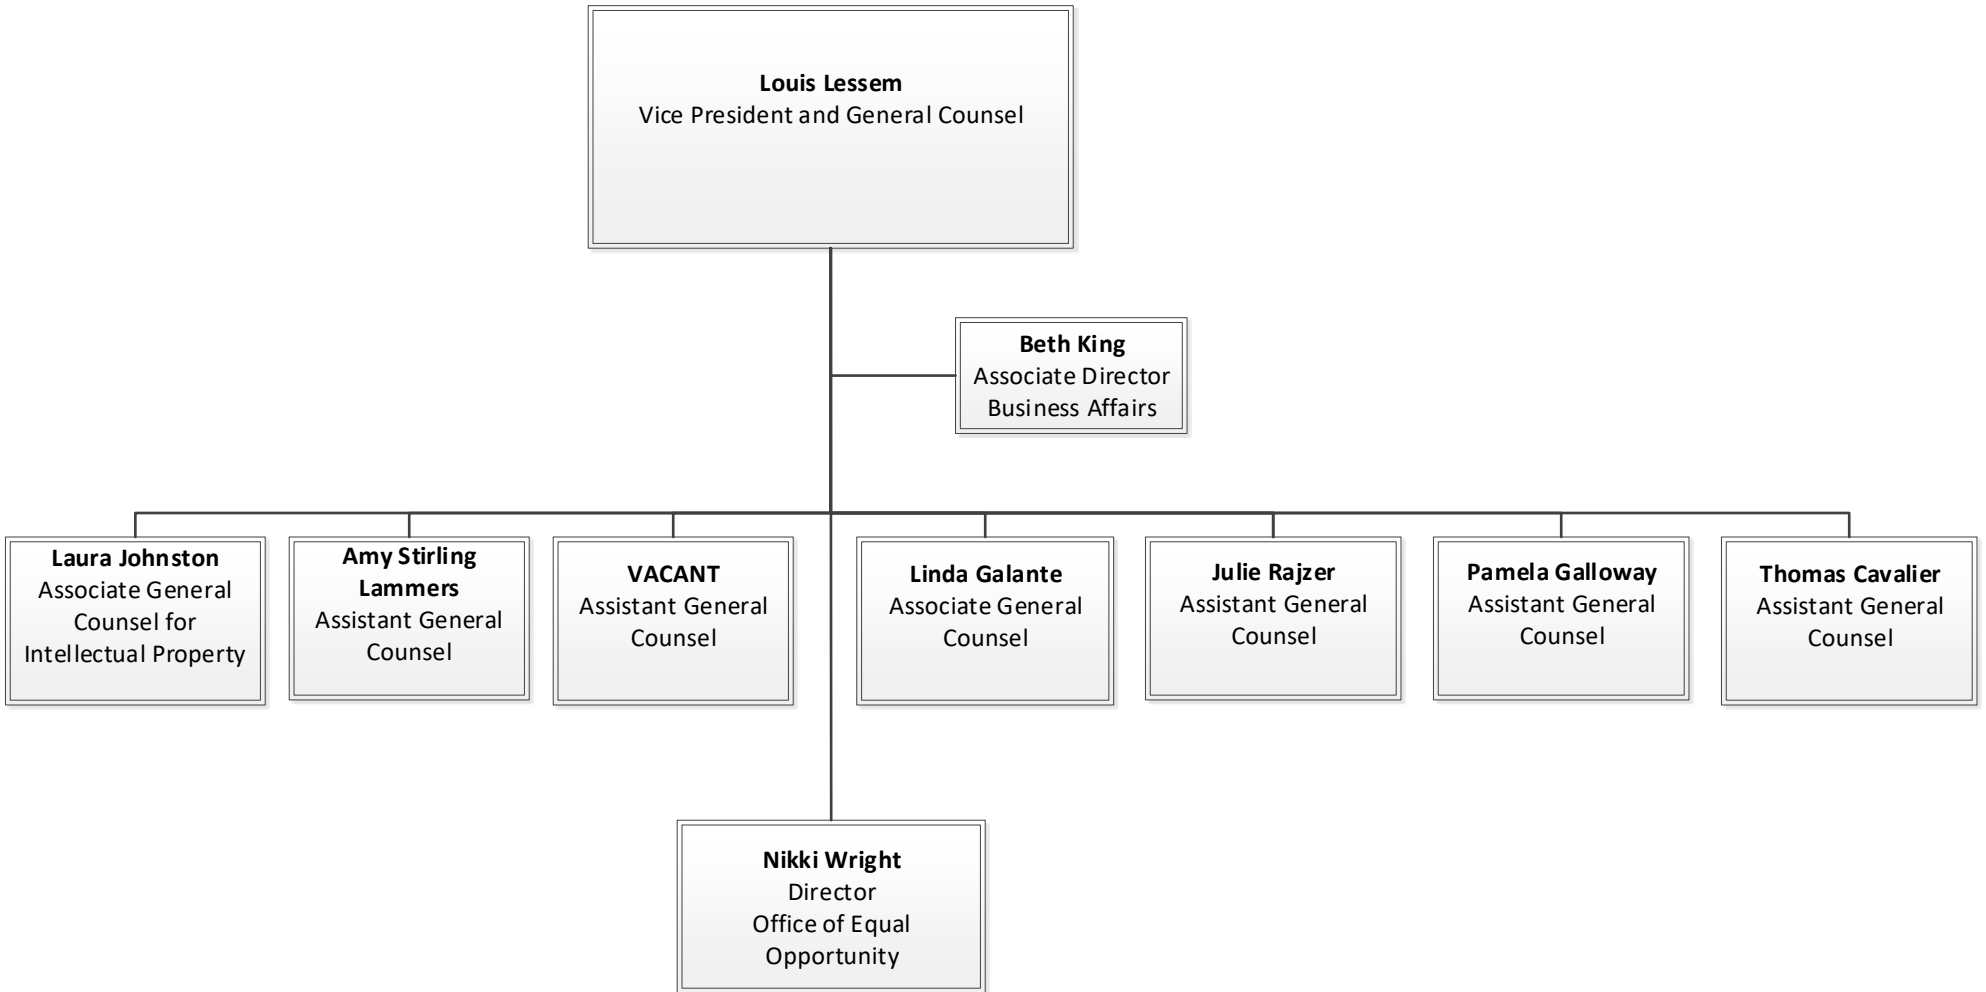 Louis Lessem
Vice President and General Counsel
Beth King
Associate Director
Business Affairs
Laura Johnston
Associate General
Counsel for
Intellectual Property
Amy Stirling
Lammers
Assistant General
Counsel
VACANT
Assistant General
Counsel
Linda Galante
Associate General
Counsel
Julie Rajzer
Assistant General
Counsel
Pamela Galloway
Assistant General
Counsel
Thomas Cavalier
Assistant General
Counsel
Nikki Wright
Director
Office of Equal
Opportunity